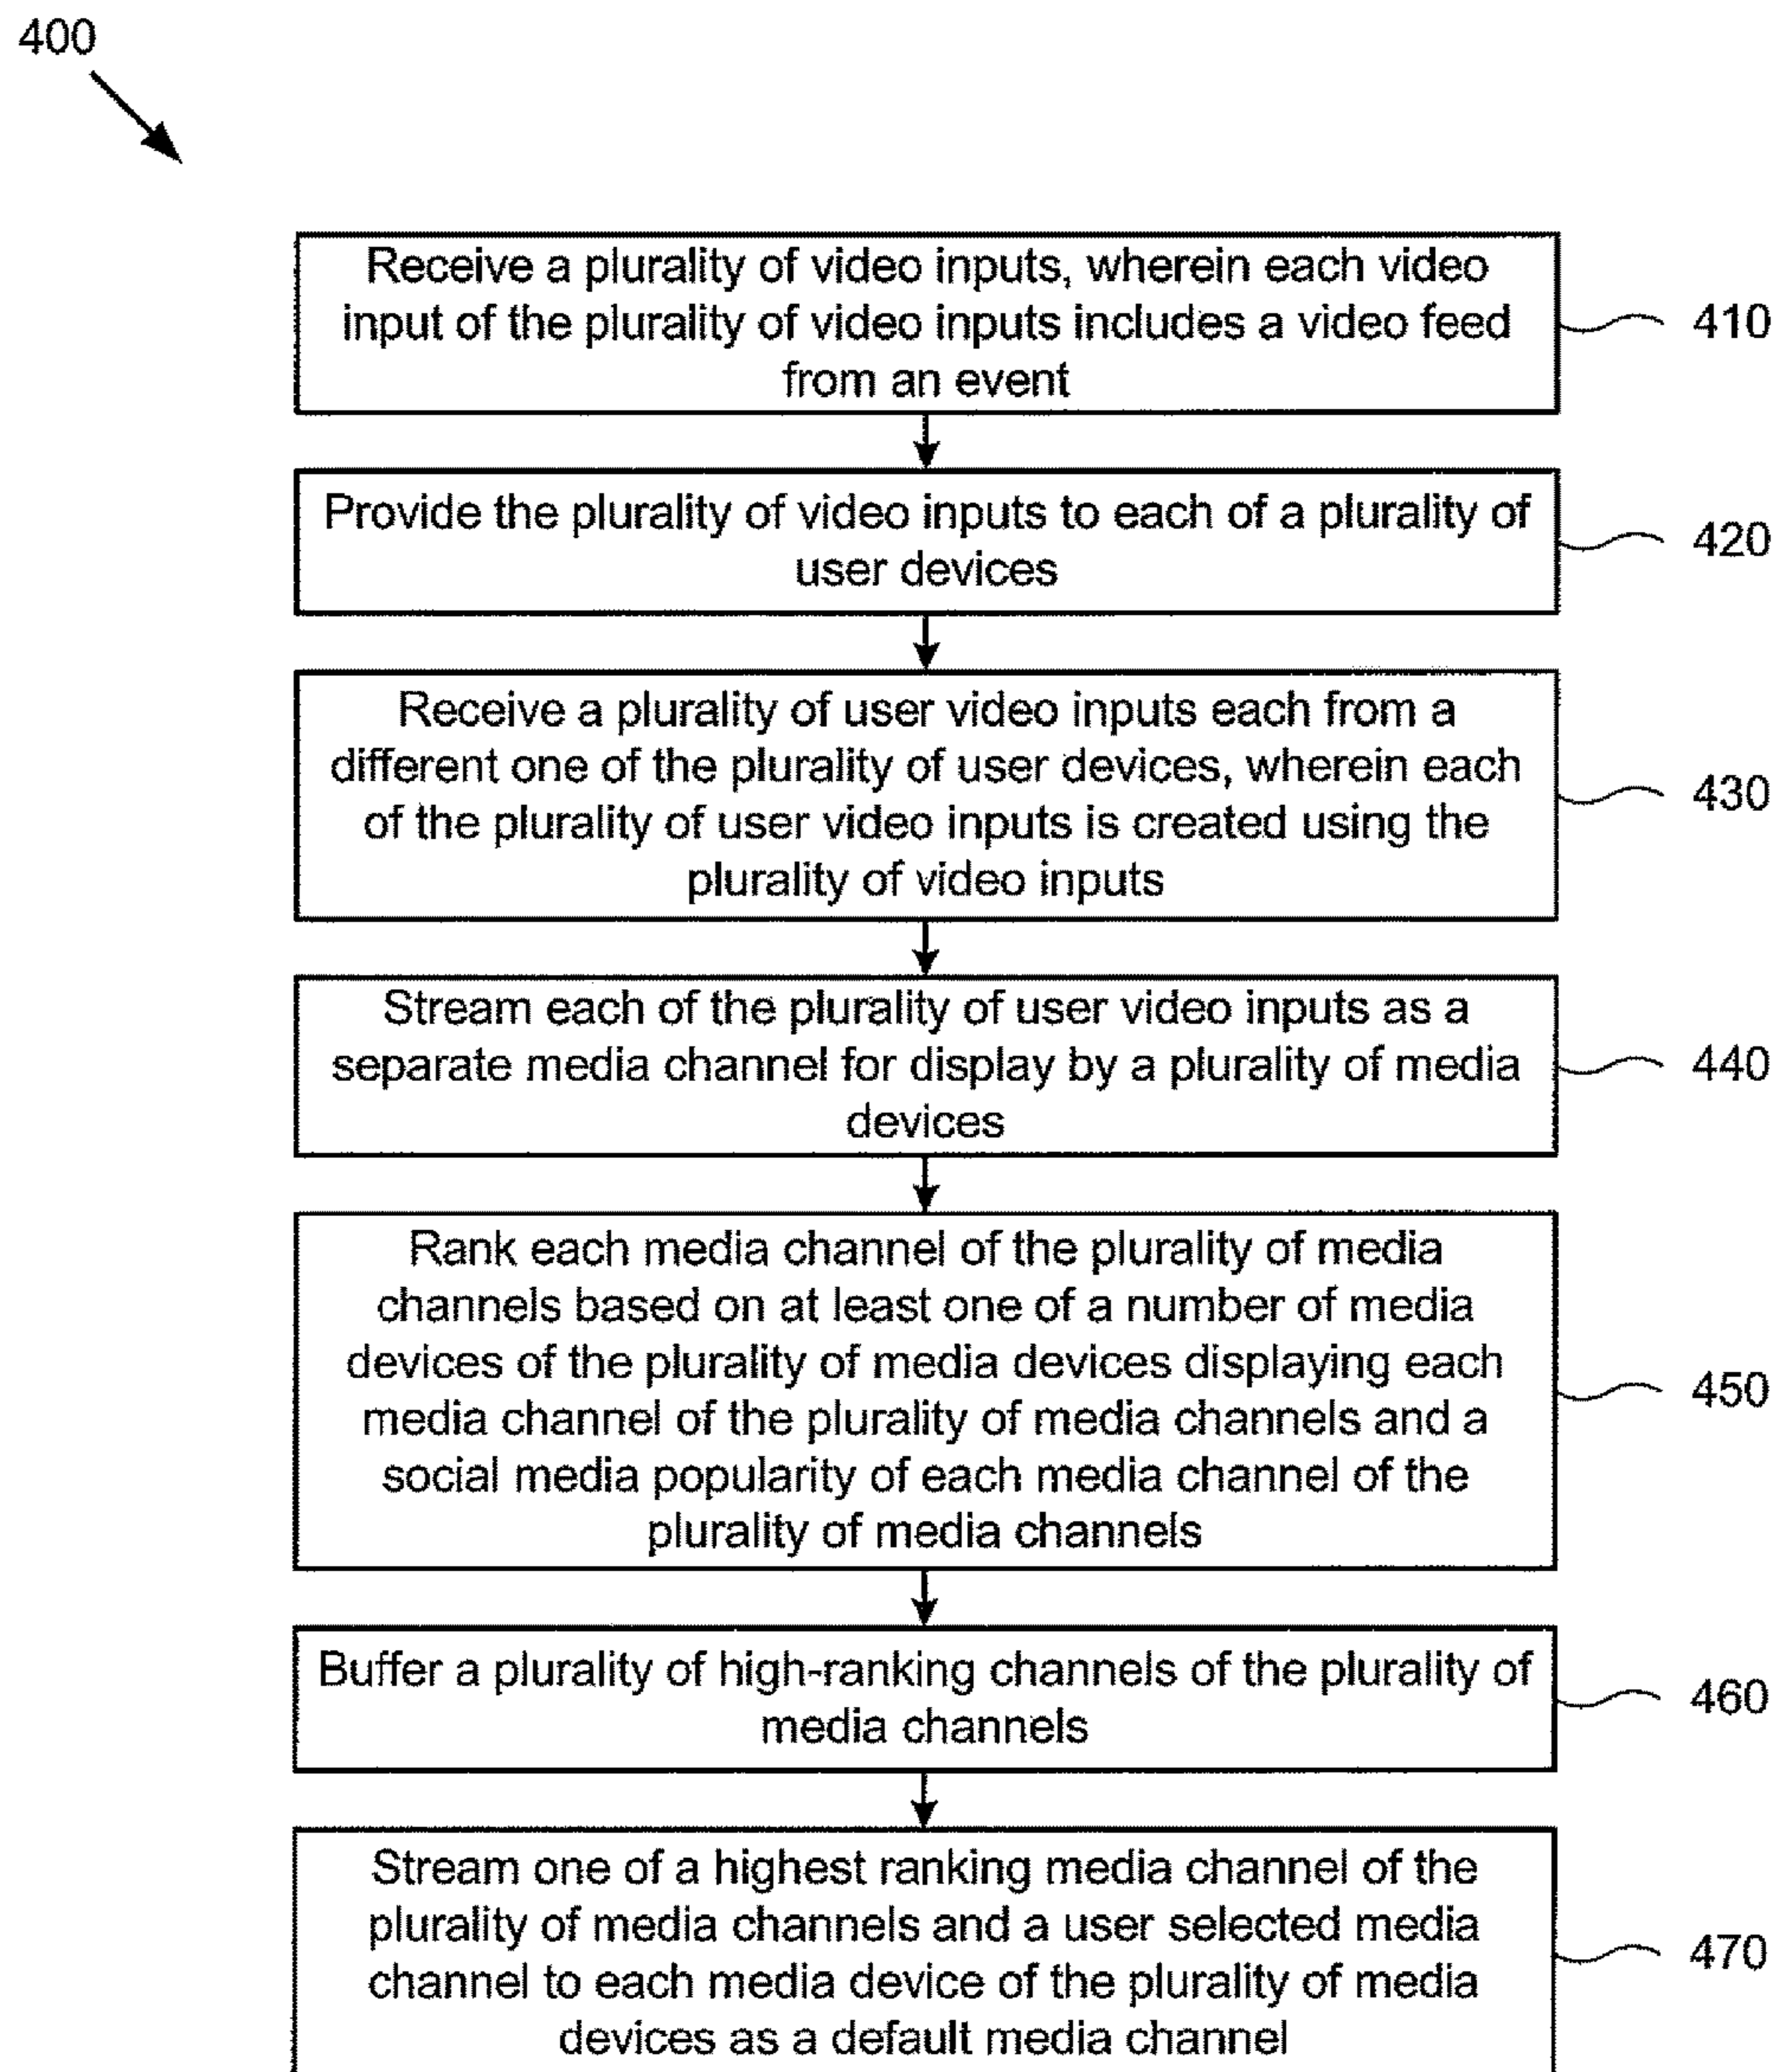 400
Receive a plurality of video inputs, wherein each video
input of the plurality of video inputs includes a video feed
from an event
410
Provide the plurality of video inputs to each of a plurality of
user devices
420
Receive a plurality of user video inputs each from a
different one of the plurality of user devices, wherein each
of the plurality of user video inputs is created using the
plurality of video inputs
430
Stream each of the plurality of user video inputs as a
separate media channel for display by a plurality of media
devices
440
Rank each media channel of the plurality of media
channels based on at least one of a number of media
devices of the plurality of media devices displaying each
media channel of the plurality of media channels and a
social media popularity of each media channel of the
plurality of media channels
450
Buffer a plurality of high-ranking channels of the plurality of
media channels
460
Stream one of a highest ranking media channel of the
plurality of media channels and a user selected media
channel to each media device of the plurality of media
devices as a default media channel
470